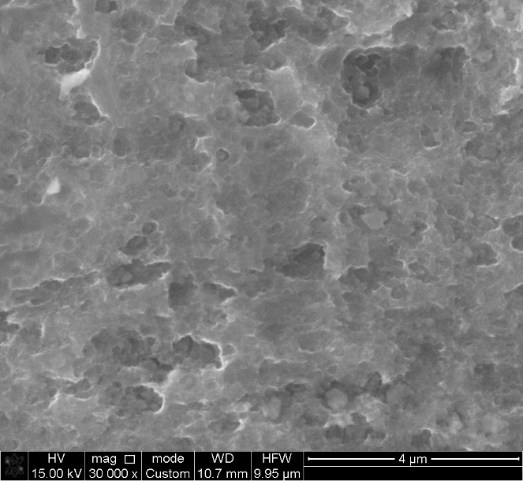 HV mag mode WD HFW
15.00 kV 30 000 x Custom 10.7 mm 9.95 µm 4 µm